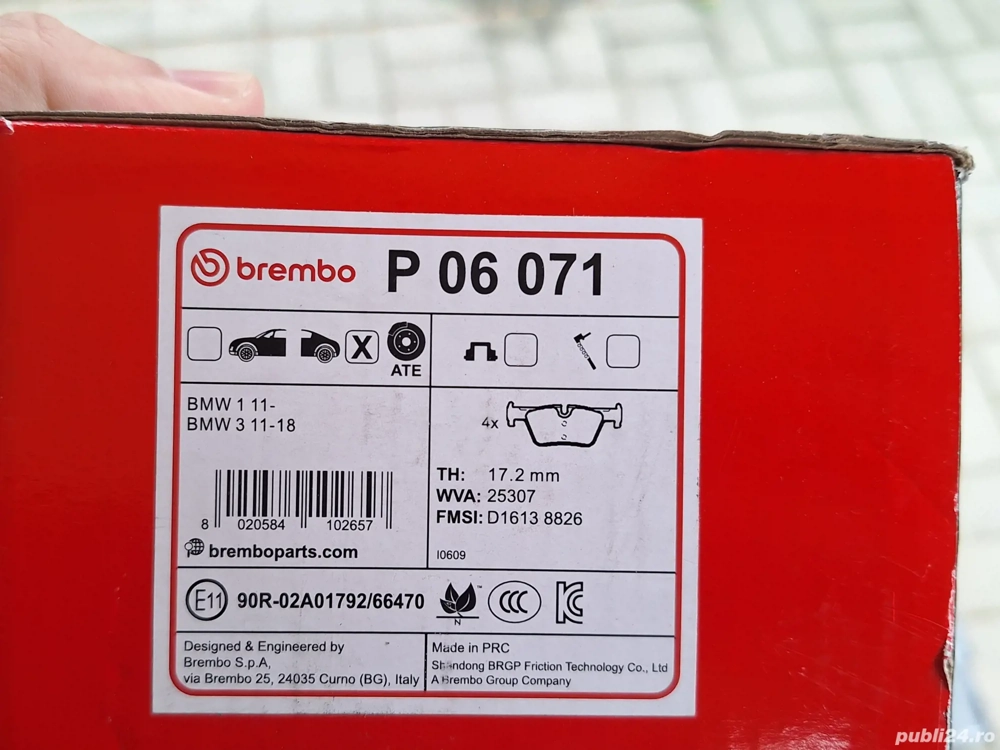 brembo P 06 071
X
ATE
BMW 1 11-
BMW 3 11-18
4x
TH: 17.2 mm
WVA: 25307
FMSI: D1613 8826
8 020584 102657
bremboparts.com
I0609
E11 90R-02A01792/66470
N
CCC
KC
Designed & Engineered by
Brembo S.p.A,
via Brembo 25, 24035 Curno (BG), Italy
Made in PRC
Shandong BRGP Friction Technology Co., Ltd
A Brembo Group Company
publi24.ro